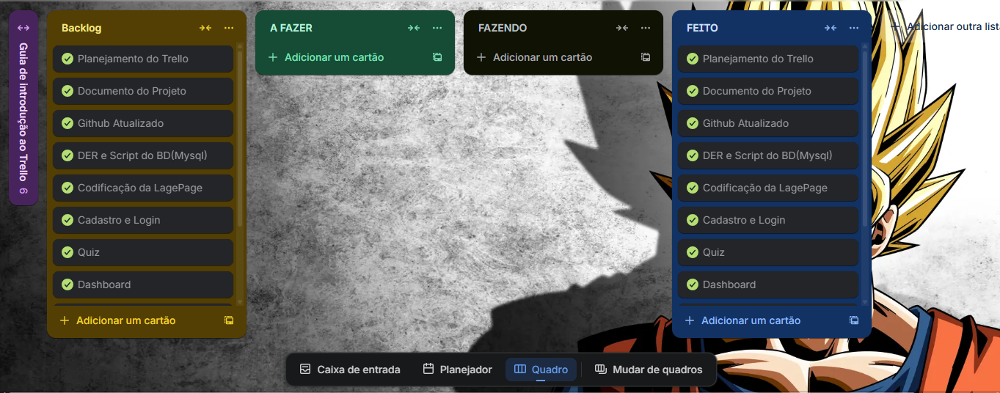 Guia de introdução ao Trello 6
Backlog
Planejamento do Trello
Documento do Projeto
Github Atualizado
DER e Script do BD(Mysql)
Codificação da LagePage
Cadastro e Login
Quiz
Dashboard
Adicionar um cartão
A FAZER
Adicionar um cartão
FAZENDO
Adicionar um cartão
FEITO
Planejamento do Trello
Documento do Projeto
Github Atualizado
DER e Script do BD(Mysql)
Codificação da LagePage
Cadastro e Login
Quiz
Dashboard
Adicionar um cartão
Adicionar outra lista
Caixa de entrada
Planejador
Quadro
Mudar de quadros